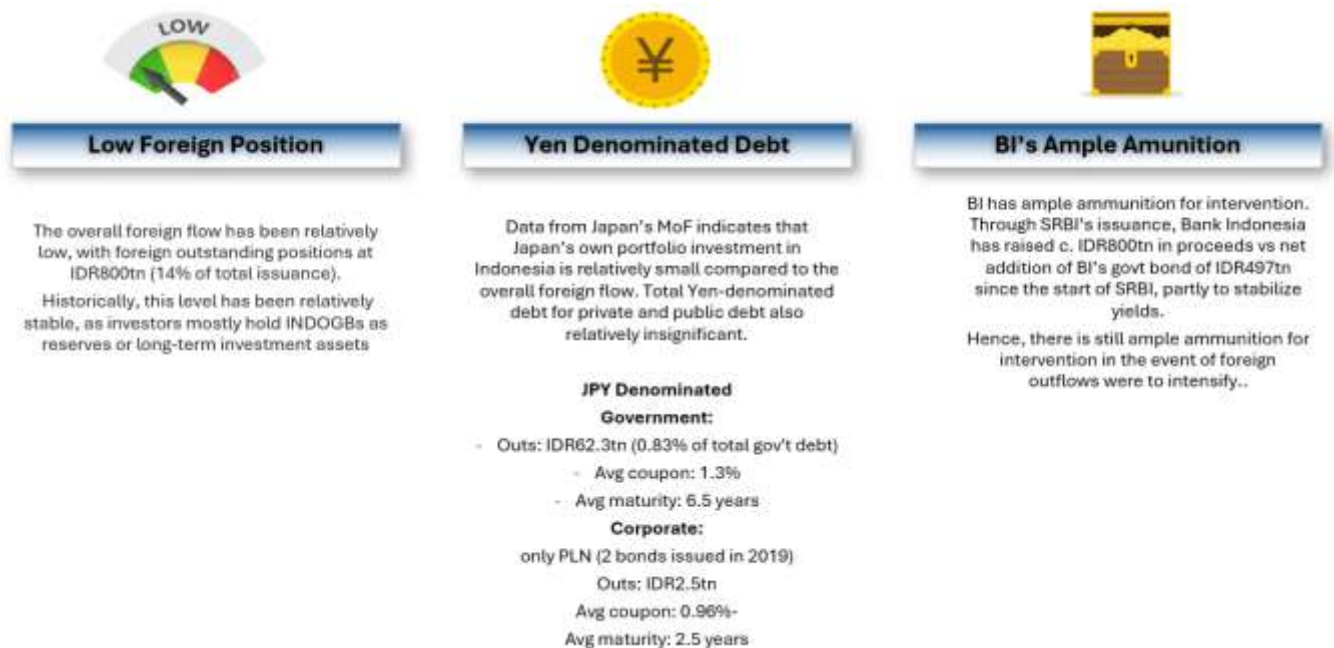 LOW
Low Foreign Position
The overall foreign flow has been relatively
low, with foreign outstanding positions at
IDR800tn (14% of total issuance).
Historically, this level has been relatively
stable, as investors mostly hold INDOGBs as
reserves or long-term investment assets
¥
Yen Denominated Debt
Data from Japan's MoF indicates that
Japan's own portfolio investment in
Indonesia is relatively small compared to the
overall foreign flow. Total Yen-denominated
debt for private and public debt also
relatively insignificant.
JPY Denominated
Government:
- Outs: IDR62.3tn (0.83% of total gov't debt)
- Avg coupon: 1.3%
- Avg maturity: 6.5 years
Corporate:
only PLN (2 bonds issued in 2019)
Outs: IDR2.5tn
Avg coupon: 0.96%-
Avg maturity: 2.5 years
BI's Ample Amunition
BI has ample ammunition for intervention.
Through SRBI's issuance, Bank Indonesia
has raised c. IDR800tn in proceeds vs net
addition of BI's govt bond of IDR497tn
since the start of SRBI, partly to stabilize
yields.
Hence, there is still ample ammunition for
intervention in the event of foreign
outflows were to intensify..